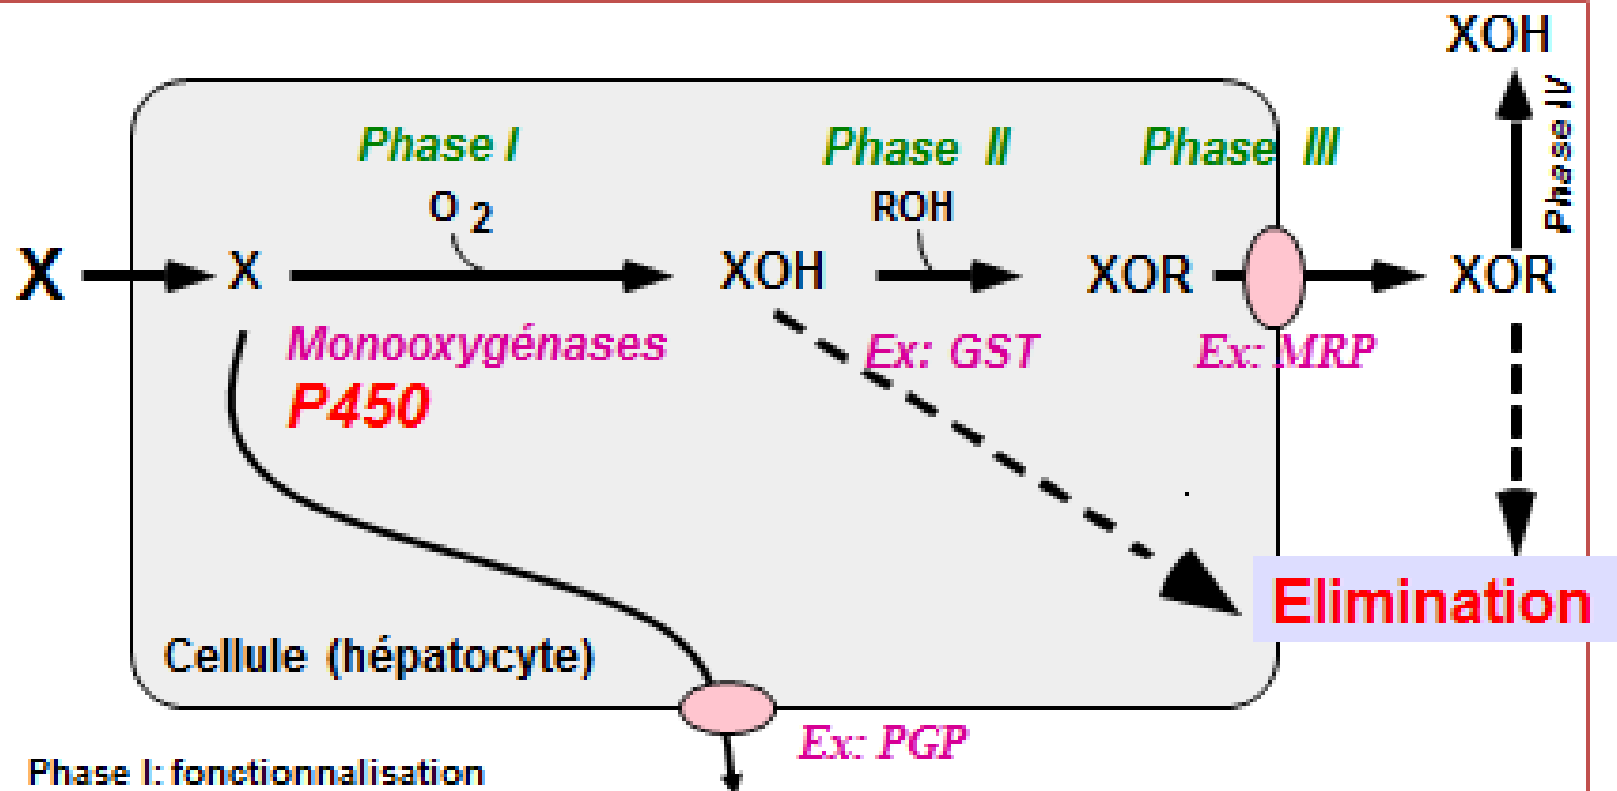 XOH
Phase I
Phase II
Phase III
Phase IV
O 2
ROH
X
X
XOH
XOR
XOR
Monooxygénases
P450
Ex: GST
Ex: MRP
Elimination
Cellule (hépatocyte)
Ex: PGP
Phase I: fonctionnalisation